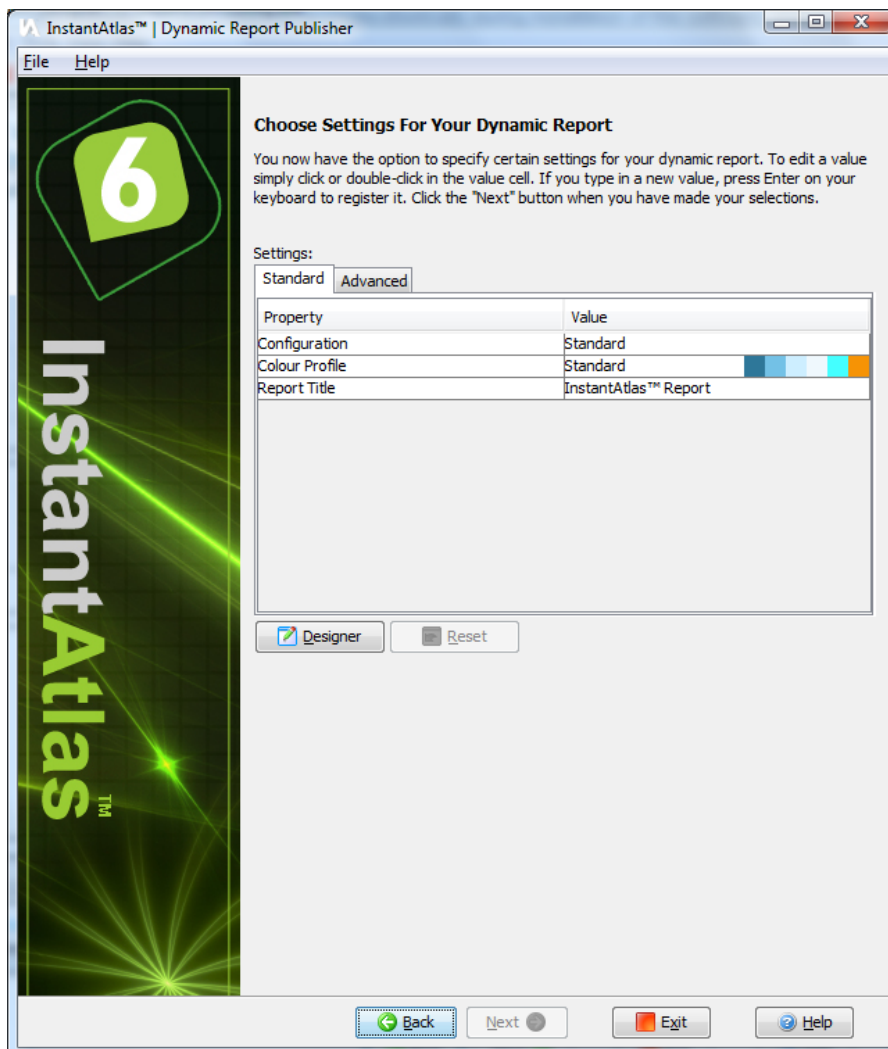 InstantAtlas™ | Dynamic Report Publisher
File Help
6
InstantAtlas™
Choose Settings For Your Dynamic Report
You now have the option to specify certain settings for your dynamic report. To edit a value
simply click or double-click in the value cell. If you type in a new value, press Enter on your
keyboard to register it. Click the "Next" button when you have made your selections.
Settings:
Standard Advanced
Property Value
Configuration Standard
Colour Profile Standard
Report Title InstantAtlas™ Report
Designer Reset
Back Next Exit Help